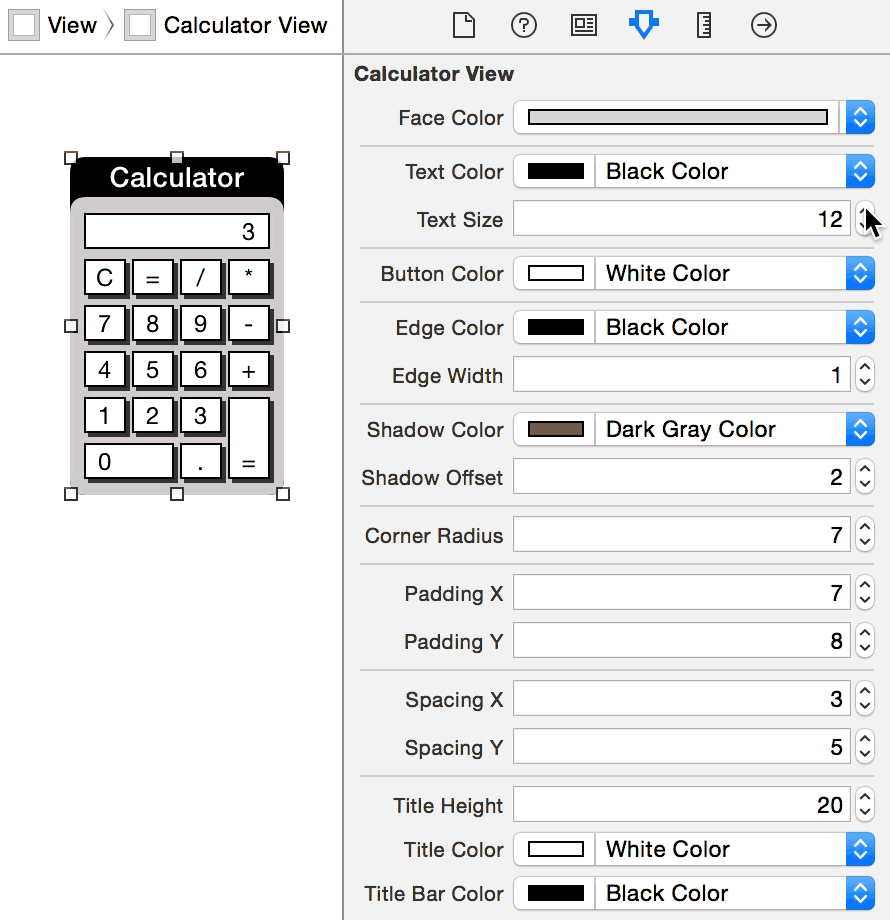 View
Calculator View
Calculator
3
C = / *
7 8 9 -
4 5 6 +
1 2 3
0 . =
Calculator View
Face Color
Text Color Black Color
Text Size 12
Button Color White Color
Edge Color Black Color
Edge Width 1
Shadow Color Dark Gray Color
Shadow Offset 2
Corner Radius 7
Padding X 7
Padding Y 8
Spacing X 3
Spacing Y 5
Title Height 20
Title Color White Color
Title Bar Color Black Color